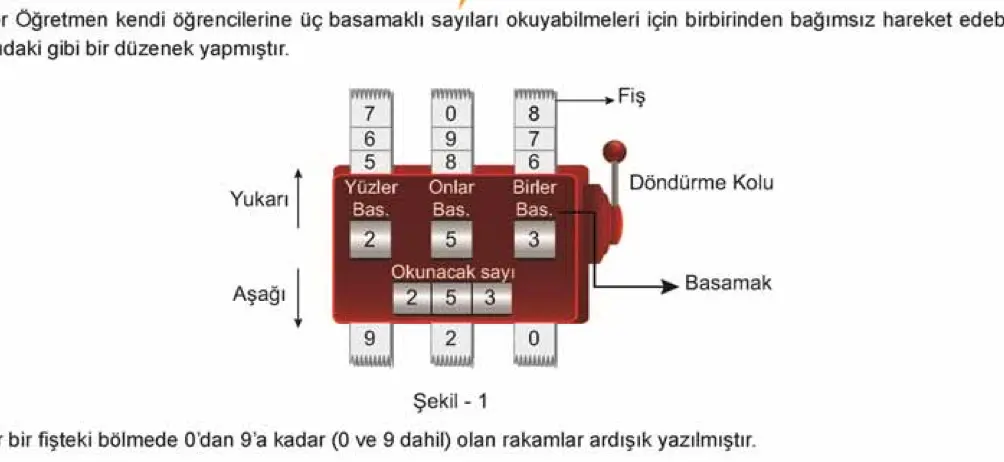 Öğretmen kendi öğrencilerine üç basamaklı sayıları okuyabilmeleri için birbirinden bağımsız hareket edeb
daki gibi bir düzenek yapmıştır.
7 0 8
Fiş
6 9 7
5 8 6
Yukarı
Yüzler Bas.
Onlar Bas.
Birler Bas.
Döndürme Kolu
2 5 3
Okunacak sayı
Aşağı
2 5 3
Basamak
9 2 0
Şekil - 1
r bir fişteki bölmede 0'dan 9'a kadar (0 ve 9 dahil) olan rakamlar ardışık yazılmıştır.